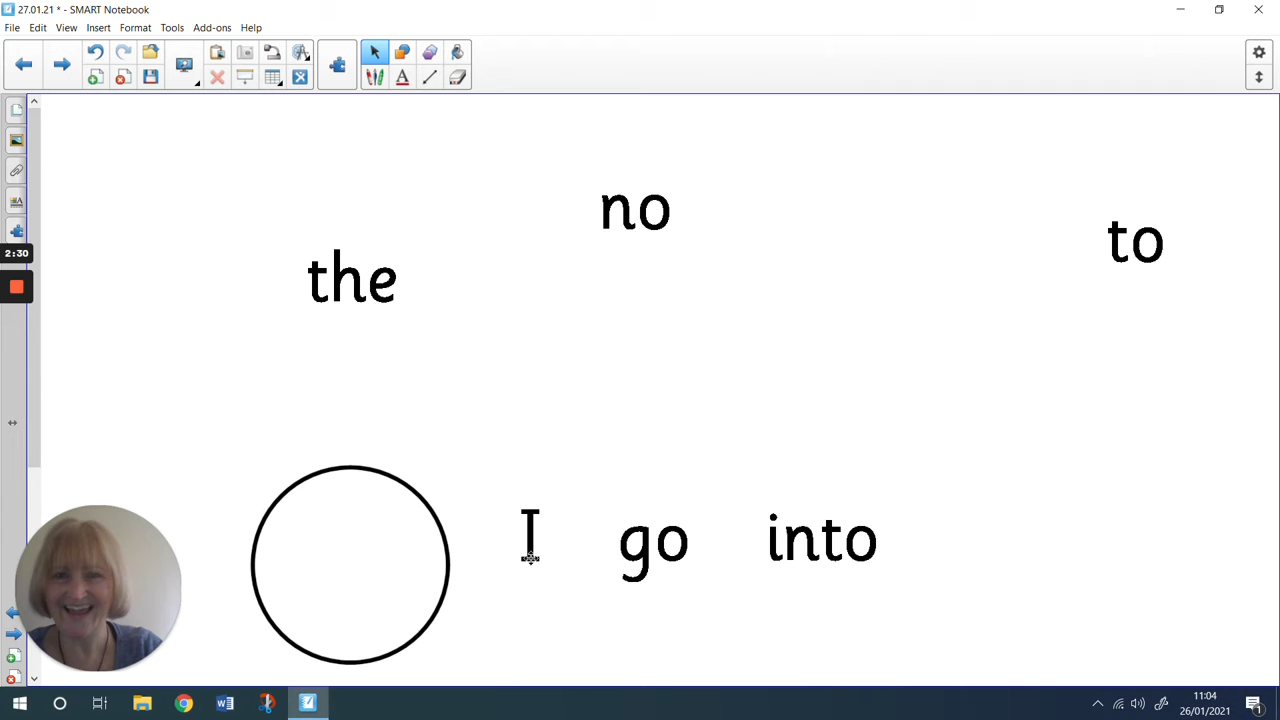 27.01.21 * - SMART Notebook
File Edit View Insert Format Tools Add-ons Help
no
to
the
2:30
I go into
11:04
26/01/2021
1